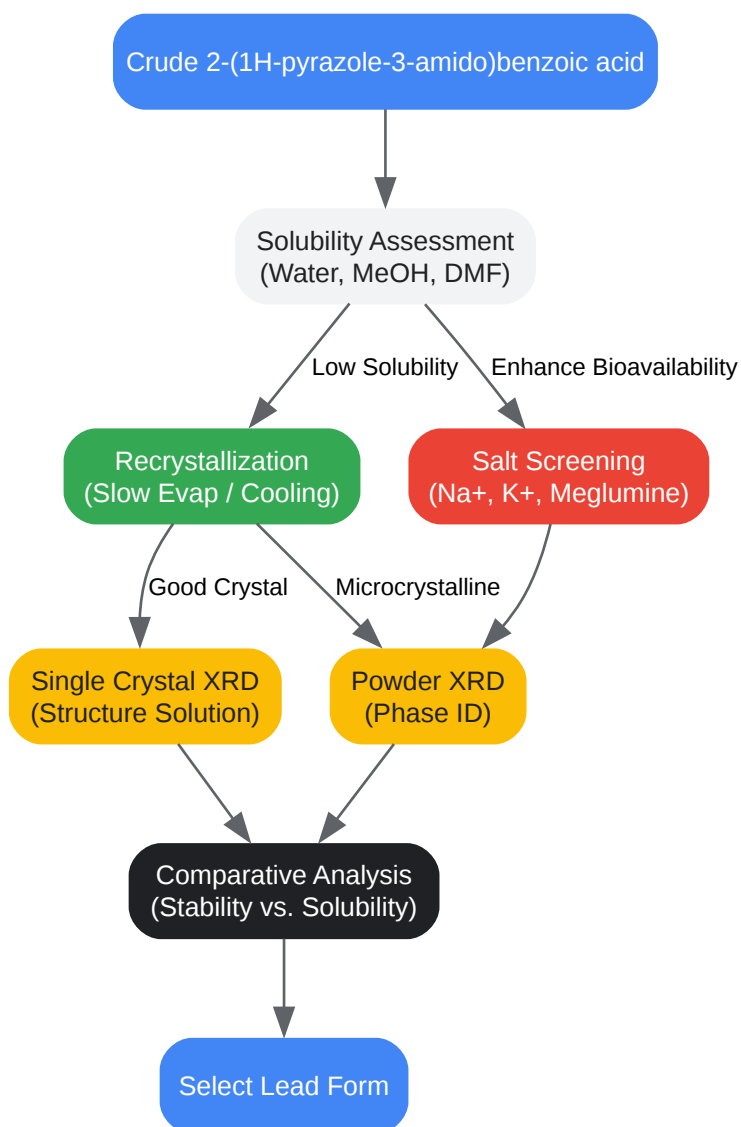 Crude 2-(1H-pyrazole-3-amido)benzoic acid
Solubility Assessment
(Water, MeOH, DMF)
Low Solubility
Enhance Bioavailability
Recrystallization
(Slow Evap / Cooling)
Salt Screening
(Na+, K+, Meglumine)
Good Crystal
Microcrystalline
Single Crystal XRD
(Structure Solution)
Powder XRD
(Phase ID)
Comparative Analysis
(Stability vs. Solubility)
Select Lead Form